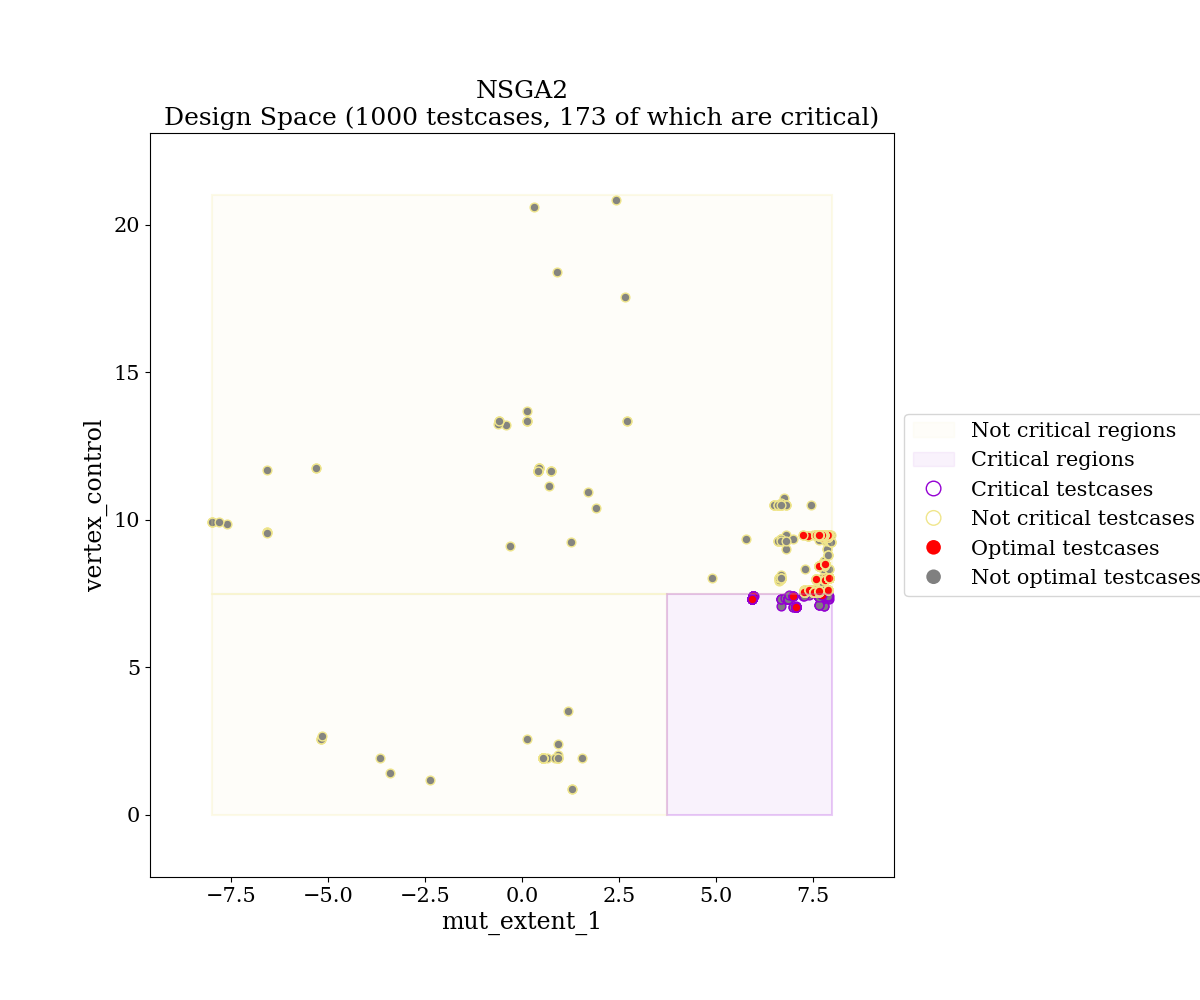 NSGA2
Design Space (1000 testcases, 173 of which are critical)
20
15
10
5
0
vertex_control
−7.5
−5.0
−2.5
0.0
2.5
5.0
7.5
mut_extent_1
Not critical regions
Critical regions
Critical testcases
Not critical testcases
Optimal testcases
Not optimal testcases